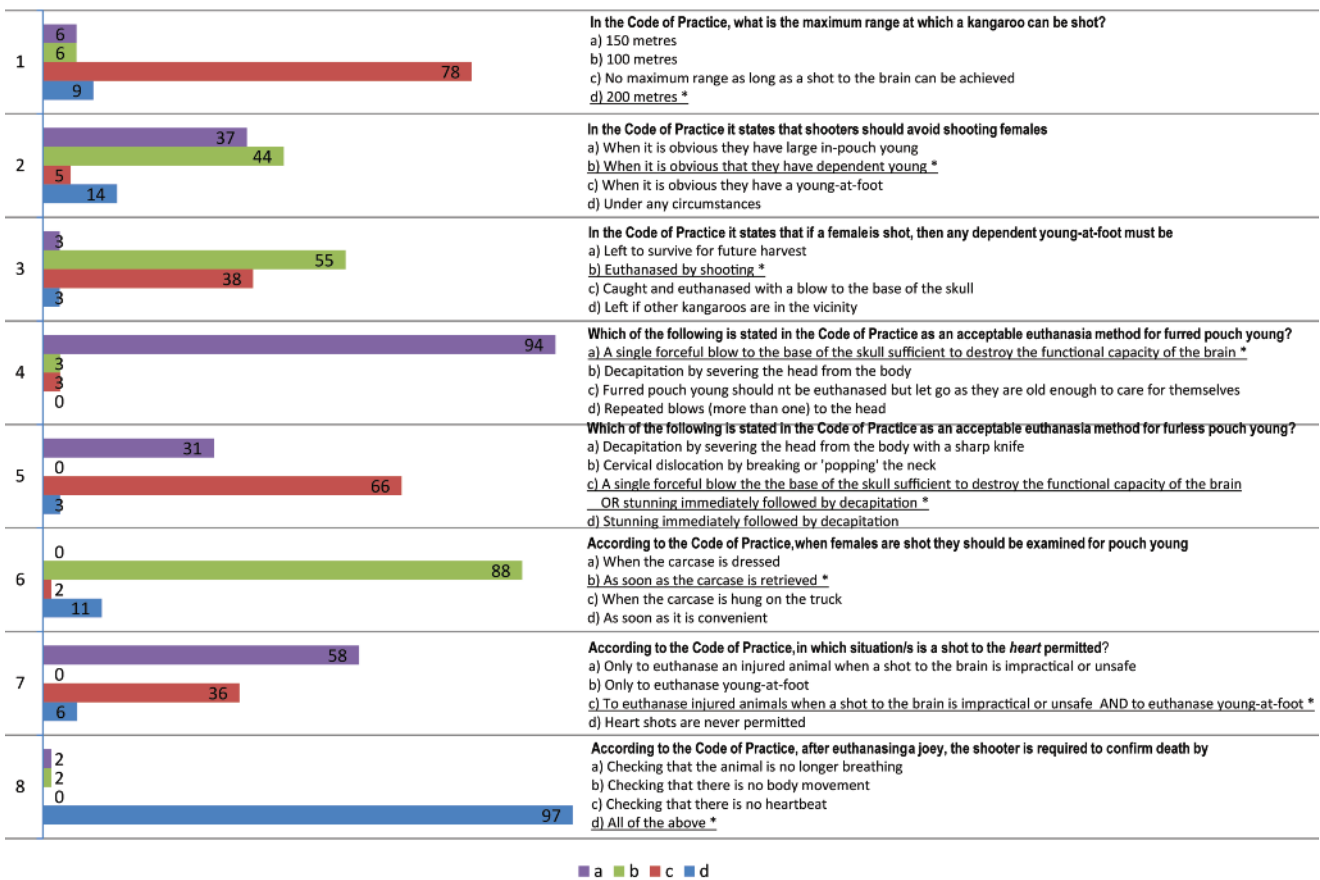 1
6
6
78
9
In the Code of Practice, what is the maximum range at which a kangaroo can be shot?
a) 150 metres
b) 100 metres
c) No maximum range as long as a shot to the brain can be achieved
d) 200 metres *
2
37
44
5
14
In the Code of Practice it states that shooters should avoid shooting females
a) When it is obvious they have large in-pouch young
b) When it is obvious that they have dependent young *
c) When it is obvious they have a young-at-foot
d) Under any circumstances
3
3
55
38
3
In the Code of Practice it states that if a female is shot, then any dependent young-at-foot must be
a) Left to survive for future harvest
b) Euthanased by shooting *
c) Caught and euthanased with a blow to the base of the skull
d) Left if other kangaroos are in the vicinity
4
94
3
3
0
Which of the following is stated in the Code of Practice as an acceptable euthanasia method for furred pouch young?
a) A single forceful blow to the base of the skull sufficient to destroy the functional capacity of the brain *
b) Decapitation by severing the head from the body
c) Furred pouch young should nt be euthanased but let go as they are old enough to care for themselves
d) Repeated blows (more than one) to the head
5
31
0
66
3
Which of the following is stated in the Code of Practice as an acceptable euthanasia method for furless pouch young?
a) Decapitation by severing the head from the body with a sharp knife
b) Cervical dislocation by breaking or 'popping' the neck
c) A single forceful blow the the base of the skull sufficient to destroy the functional capacity of the brain
OR stunning immediately followed by decapitation *
d) Stunning immediately followed by decapitation
6
0
88
2
11
According to the Code of Practice, when females are shot they should be examined for pouch young
a) When the carcase is dressed
b) As soon as the carcase is retrieved *
c) When the carcase is hung on the truck
d) As soon as it is convenient
7
58
0
36
6
According to the Code of Practice, in which situation/s is a shot to the heart permitted?
a) Only to euthanase an injured animal when a shot to the brain is impractical or unsafe
b) Only to euthanase young-at-foot
c) To euthanase injured animals when a shot to the brain is impractical or unsafe AND to euthanase young-at-foot *
d) Heart shots are never permitted
8
2
2
0
97
According to the Code of Practice, after euthanasing a joey, the shooter is required to confirm death by
a) Checking that the animal is no longer breathing
b) Checking that there is no body movement
c) Checking that there is no heartbeat
d) All of the above *
a b c d